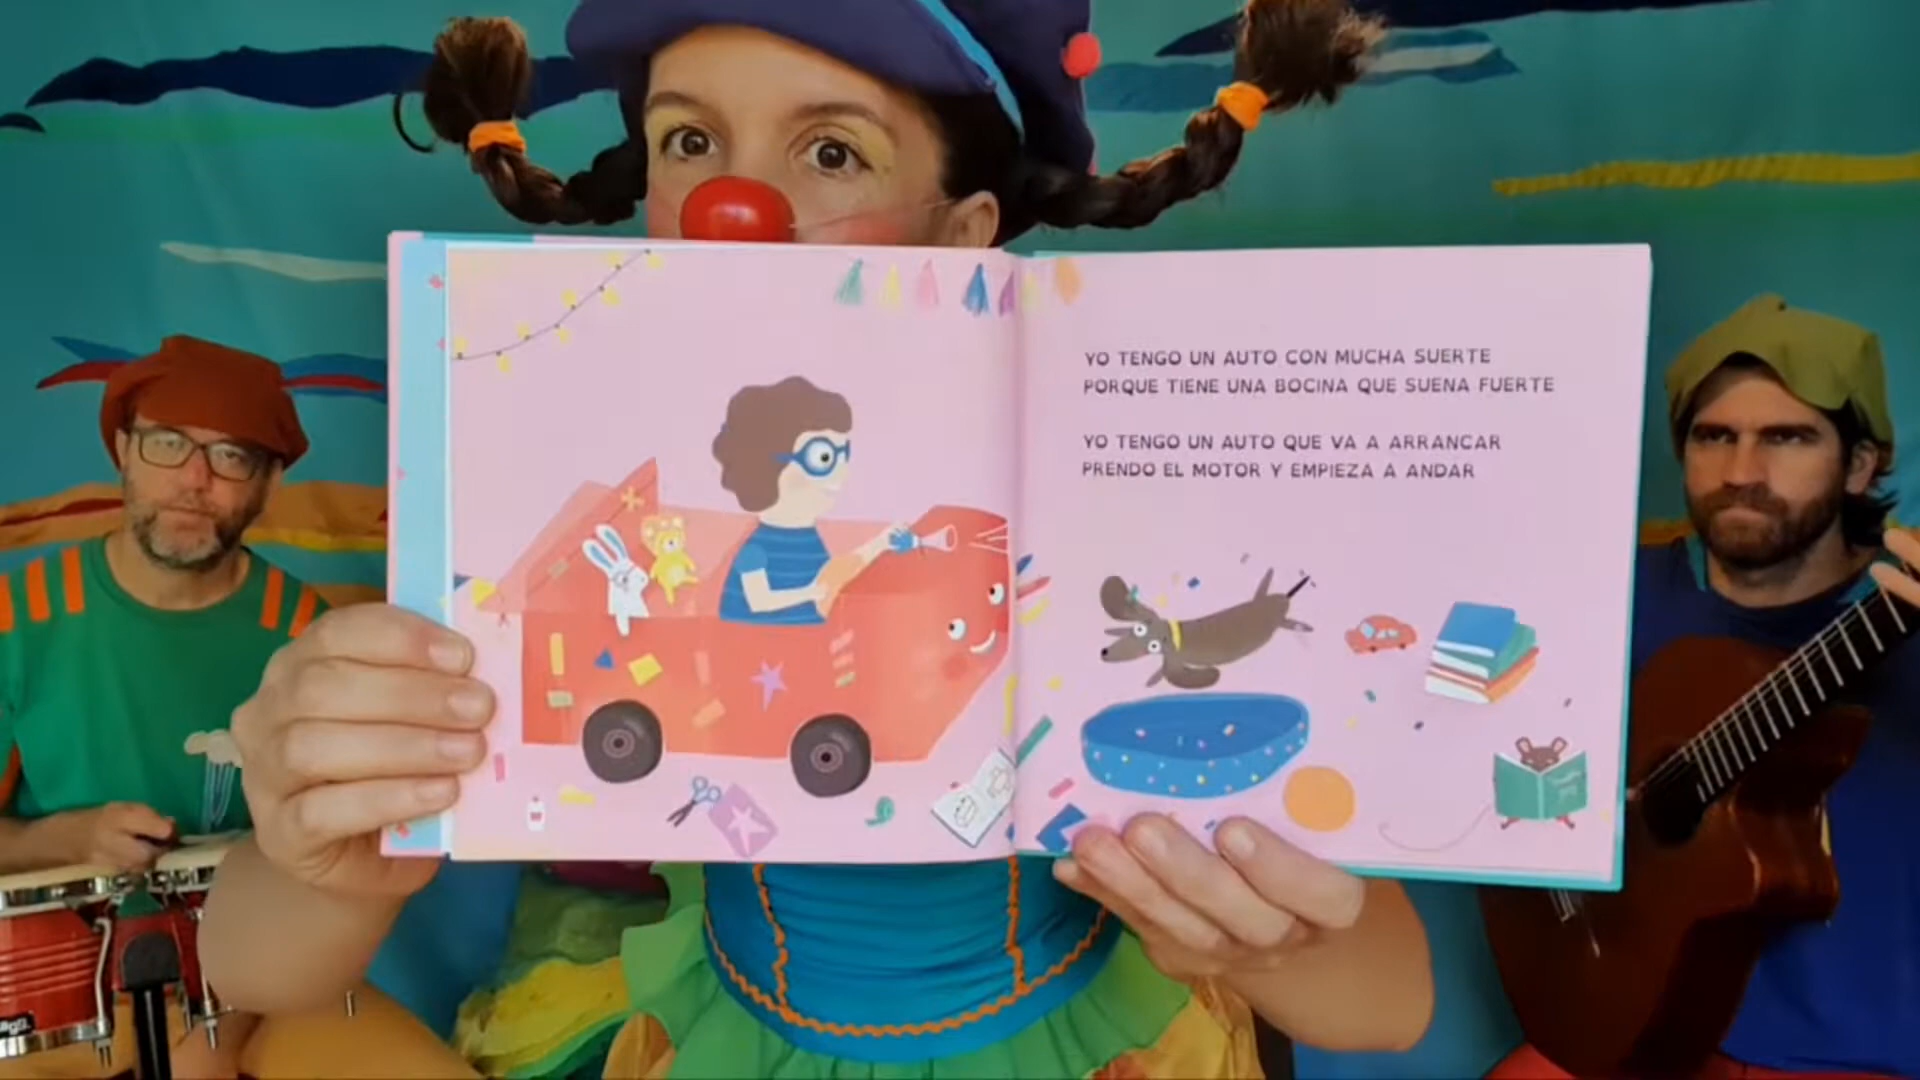 YO TENGO UN AUTO CON MUCHA SUERTE
PORQUE TIENE UNA BOCINA QUE SUENA FUERTE
YO TENGO UN AUTO QUE VA A ARRANCAR
PRENDO EL MOTOR Y EMPIEZA A ANDAR